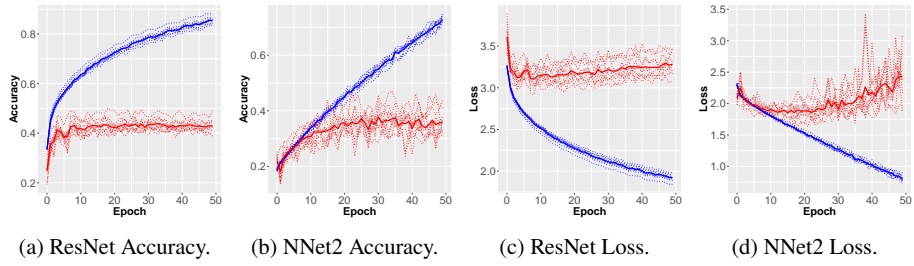 Accuracy
0.8
0.6
0.4
0.2
0 10 20 30 40 50
Epoch
(a) ResNet Accuracy.
Accuracy
0.6
0.4
0.2
0 10 20 30 40 50
Epoch
(b) NNet2 Accuracy.
Loss
3.5
3.0
2.5
2.0
0 10 20 30 40 50
Epoch
(c) ResNet Loss.
Loss
3.0
2.5
2.0
1.5
1.0
0 10 20 30 40 50
Epoch
(d) NNet2 Loss.